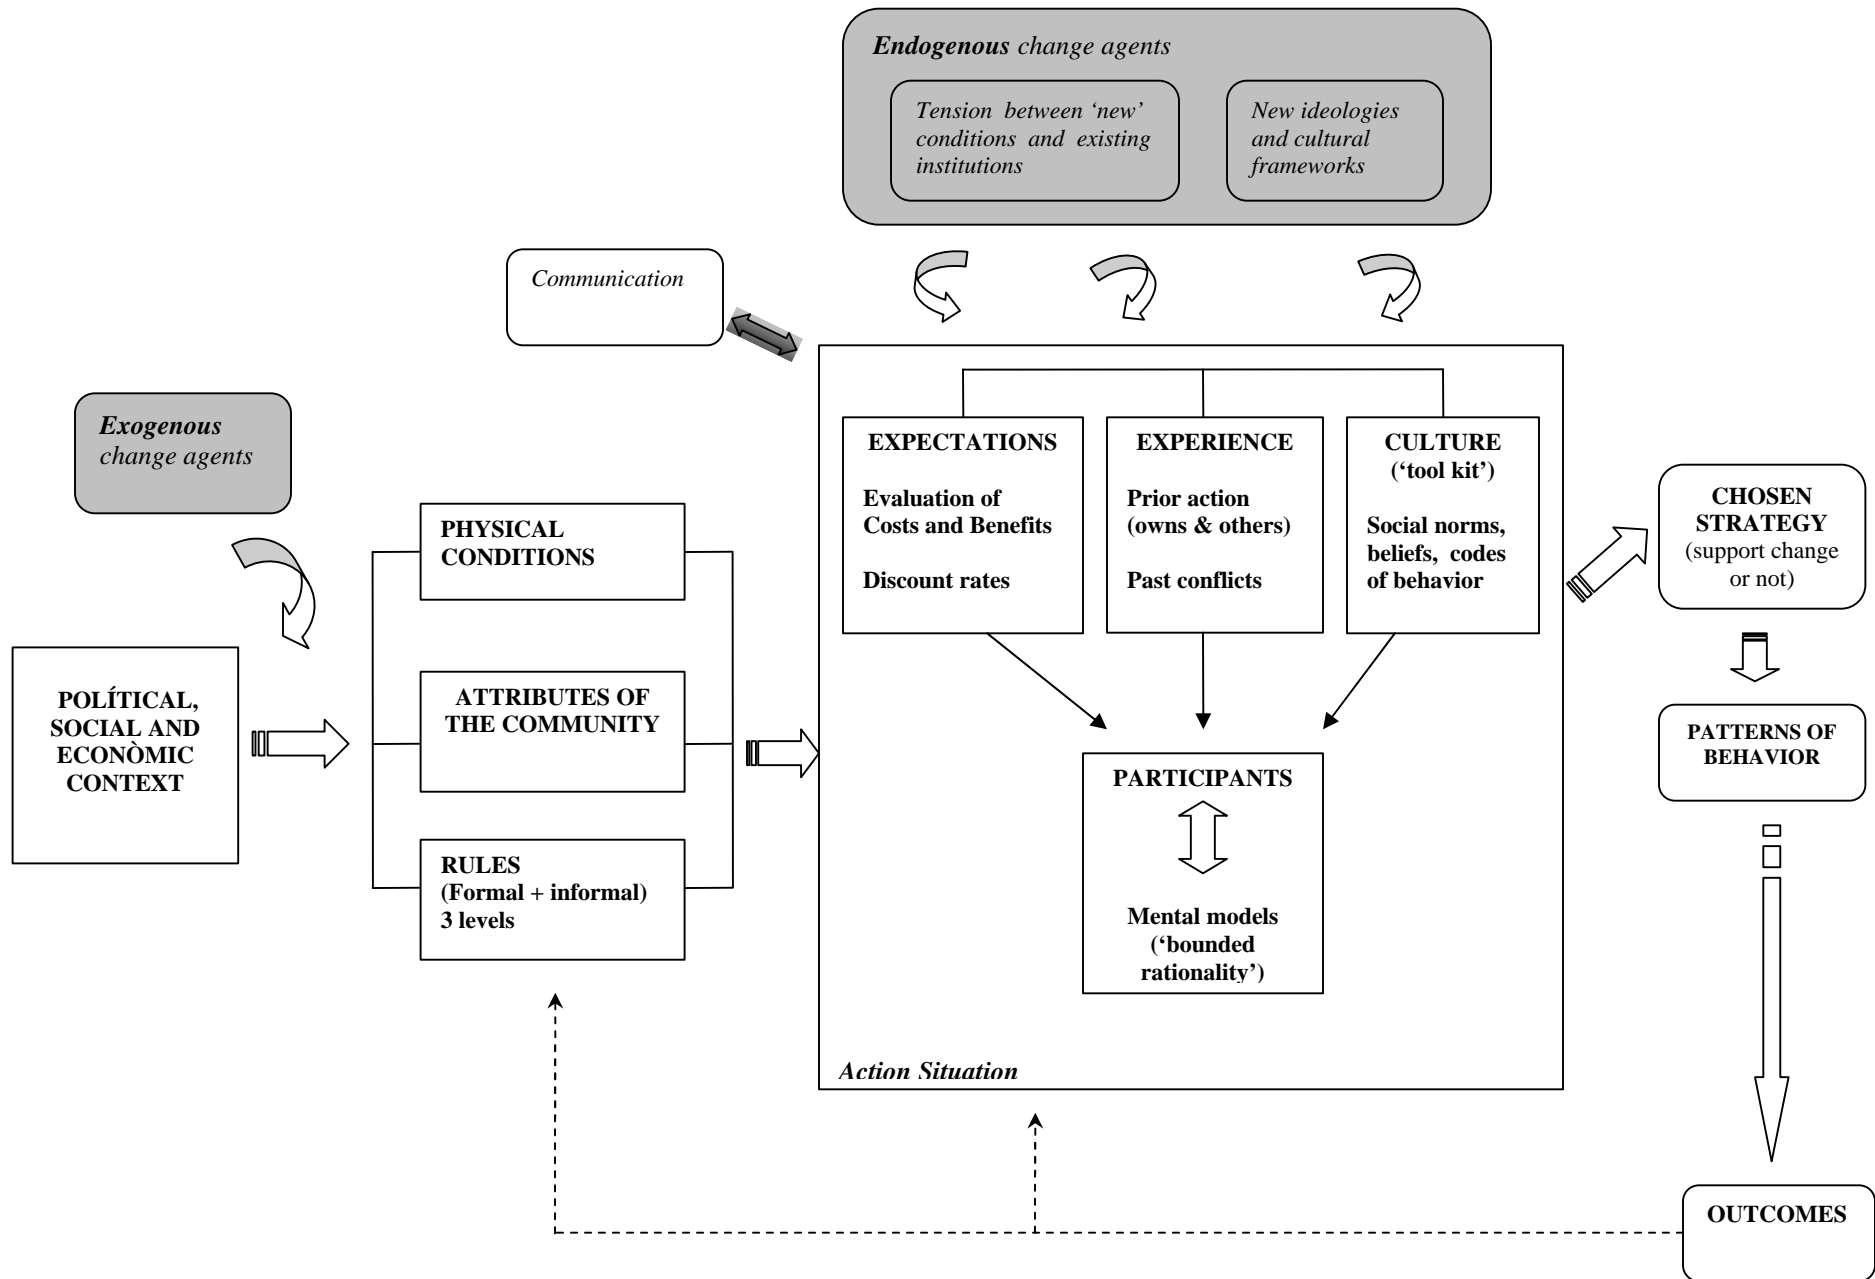 Endogenous change agents
Tension between ‘new’
conditions and existing
institutions
New ideologies
and cultural
frameworks
Communication
Exogenous
change agents
POLÍTICAL,
SOCIAL AND
ECONÒMIC
CONTEXT
PHYSICAL
CONDITIONS
ATTRIBUTES OF
THE COMMUNITY
RULES
(Formal + informal)
3 levels
EXPECTATIONS
Evaluation of
Costs and Benefits
Discount rates
EXPERIENCE
Prior action
(owns & others)
Past conflicts
CULTURE
(‘tool kit’)
Social norms,
beliefs, codes
of behavior
PARTICIPANTS
Mental models
(‘bounded
rationality’)
Action Situation
CHOSEN
STRATEGY
(support change
or not)
PATTERNS OF
BEHAVIOR
OUTCOMES